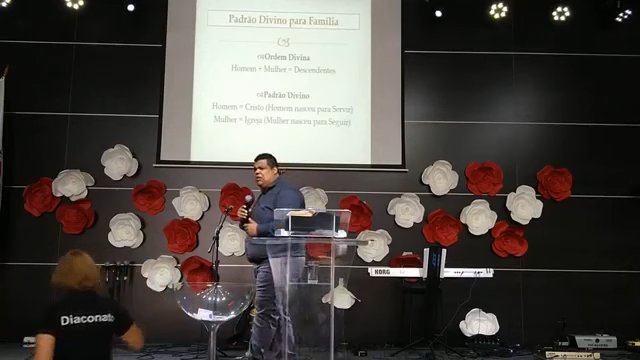 Padrão Divino para Família
Ordem Divina
Homem + Mulher = Descendentes
Padrão Divino
Homem = Cristo (Homem nasceu para Servir)
Mulher = Igreja (Mulher nasceu para Seguir)
KORG
Diaconato